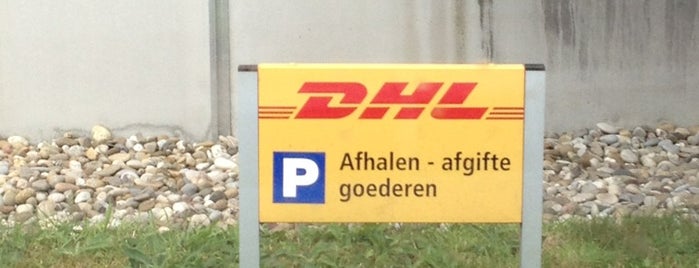 DHL
P Afhalen - afgifte
goederen